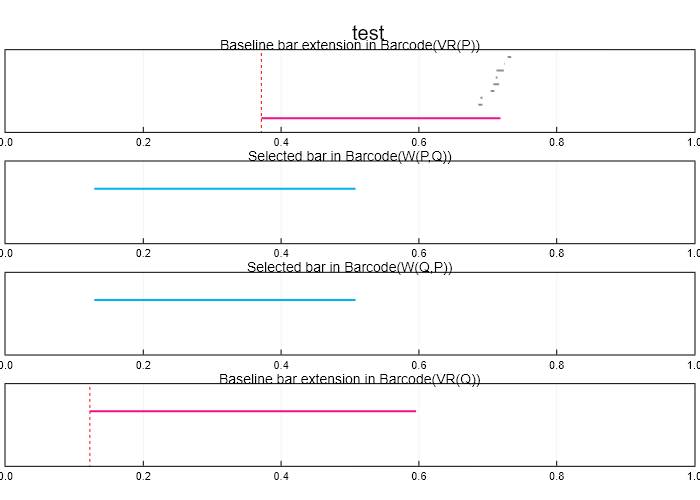 test
Baseline bar extension in Barcode(VR(P))
0.0 0.2 0.4 0.6 0.8 1.0
Selected bar in Barcode(W(P,Q))
0.0 0.2 0.4 0.6 0.8 1.0
Selected bar in Barcode(W(Q,P))
0.0 0.2 0.4 0.6 0.8 1.0
Baseline bar extension in Barcode(VR(Q))
0.0 0.2 0.4 0.6 0.8 1.0